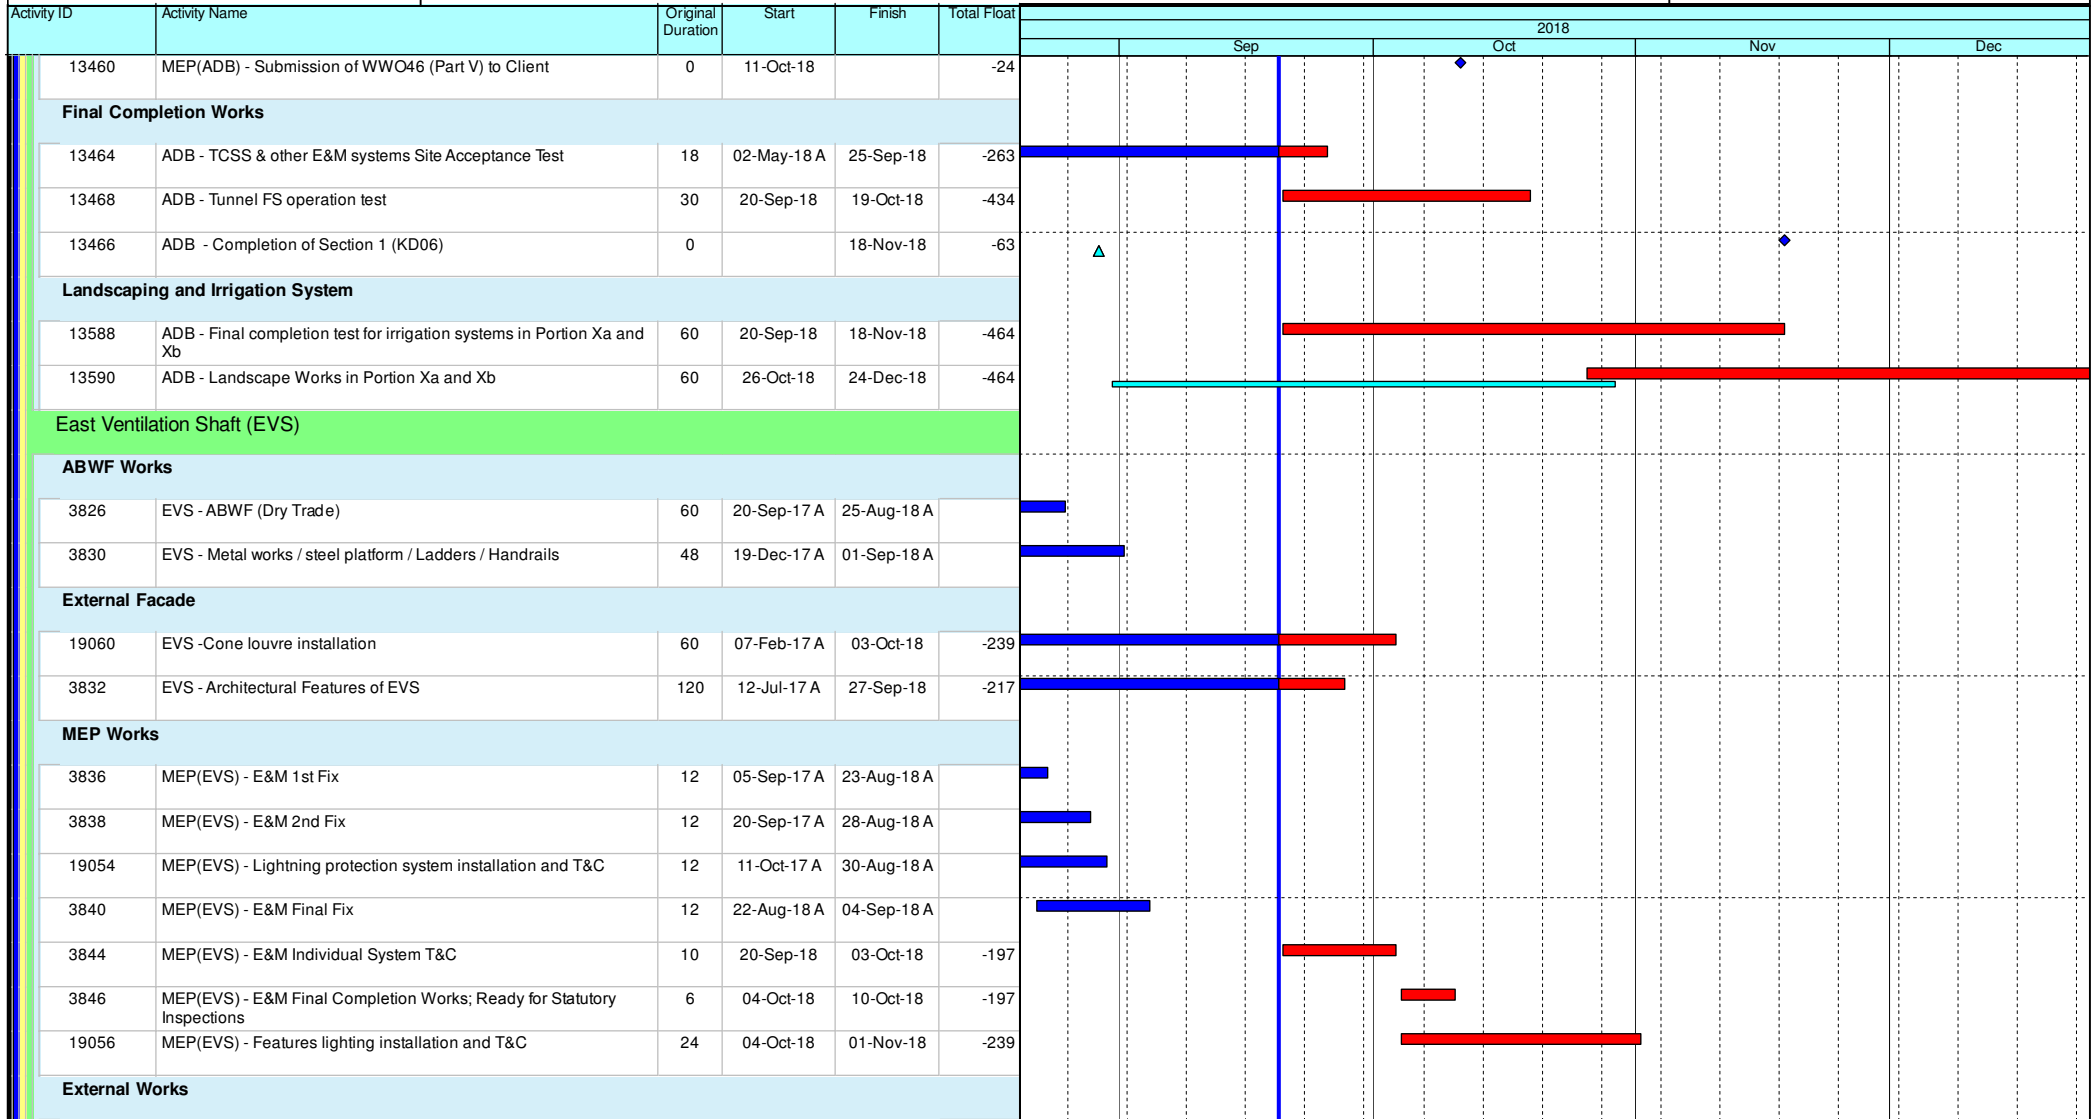 Activity ID Activity Name Original Duration Start Finish Total Float
2018
Sep Oct Nov Dec
13460 MEP(ADB) - Submission of WWO46 (Part V) to Client 0 11-Oct-18 -24
Final Completion Works
13464 ADB - TCSS & other E&M systems Site Acceptance Test 18 02-May-18 A 25-Sep-18 -263
13468 ADB - Tunnel FS operation test 30 20-Sep-18 19-Oct-18 -434
13466 ADB - Completion of Section 1 (KD06) 0 18-Nov-18 -63
Landscaping and Irrigation System
13588 ADB - Final completion test for irrigation systems in Portion Xa and 60 20-Sep-18 18-Nov-18 -464
Xb
13590 ADB - Landscape Works in Portion Xa and Xb 60 26-Oct-18 24-Dec-18 -464
East Ventilation Shaft (EVS)
ABWF Works
3826 EVS - ABWF (Dry Trade) 60 20-Sep-17 A 25-Aug-18 A
3830 EVS - Metal works / steel platform / Ladders / Handrails 48 19-Dec-17 A 01-Sep-18 A
External Facade
19060 EVS -Cone louvre installation 60 07-Feb-17 A 03-Oct-18 -239
3832 EVS - Architectural Features of EVS 120 12-Jul-17 A 27-Sep-18 -217
MEP Works
3836 MEP(EVS) - E&M 1st Fix 12 05-Sep-17 A 23-Aug-18 A
3838 MEP(EVS) - E&M 2nd Fix 12 20-Sep-17 A 28-Aug-18 A
19054 MEP(EVS) - Lightning protection system installation and T&C 12 11-Oct-17 A 30-Aug-18 A
3840 MEP(EVS) - E&M Final Fix 12 22-Aug-18 A 04-Sep-18 A
3844 MEP(EVS) - E&M Individual System T&C 10 20-Sep-18 03-Oct-18 -197
3846 MEP(EVS) - E&M Final Completion Works; Ready for Statutory 6 04-Oct-18 10-Oct-18 -197
Inspections
19056 MEP(EVS) - Features lighting installation and T&C 24 04-Oct-18 01-Nov-18 -239
External Works